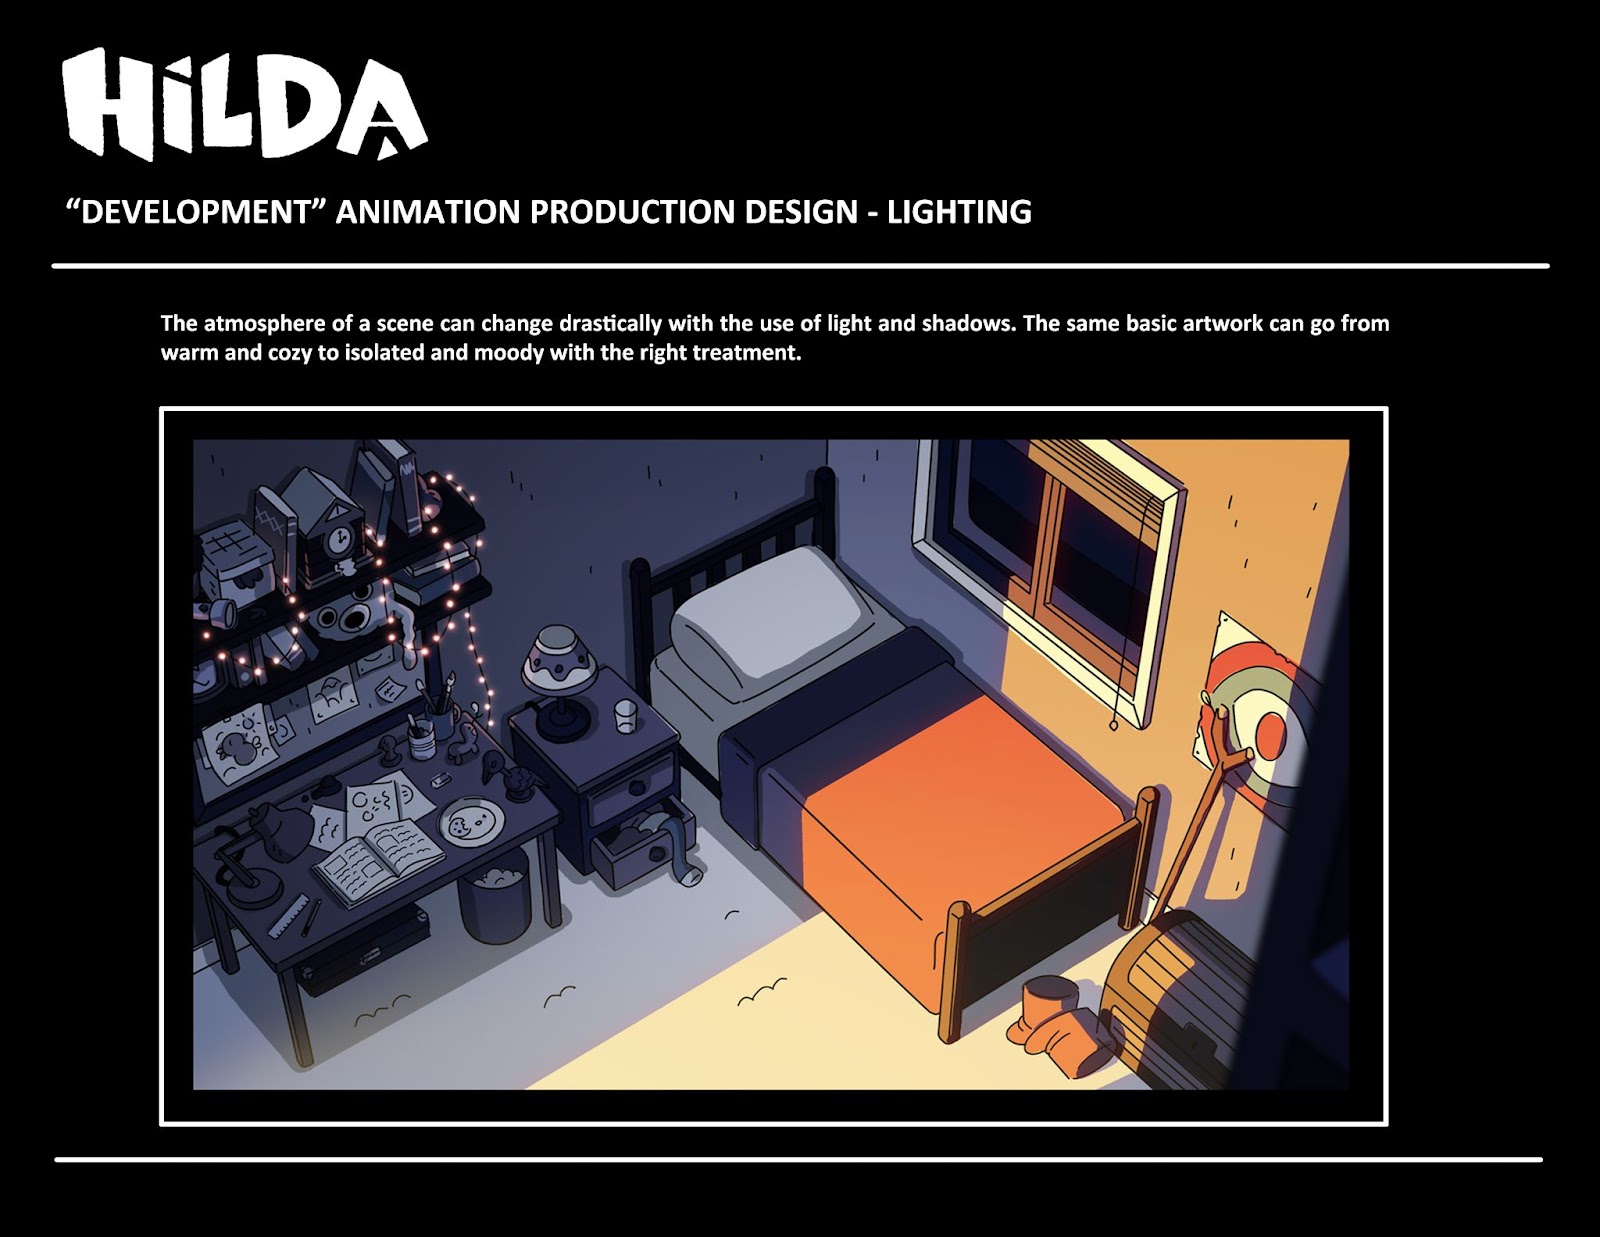 HiLDA
“DEVELOPMENT” ANIMATION PRODUCTION DESIGN - LIGHTING
The atmosphere of a scene can change drastically with the use of light and shadows. The same basic artwork can go from
warm and cozy to isolated and moody with the right treatment.